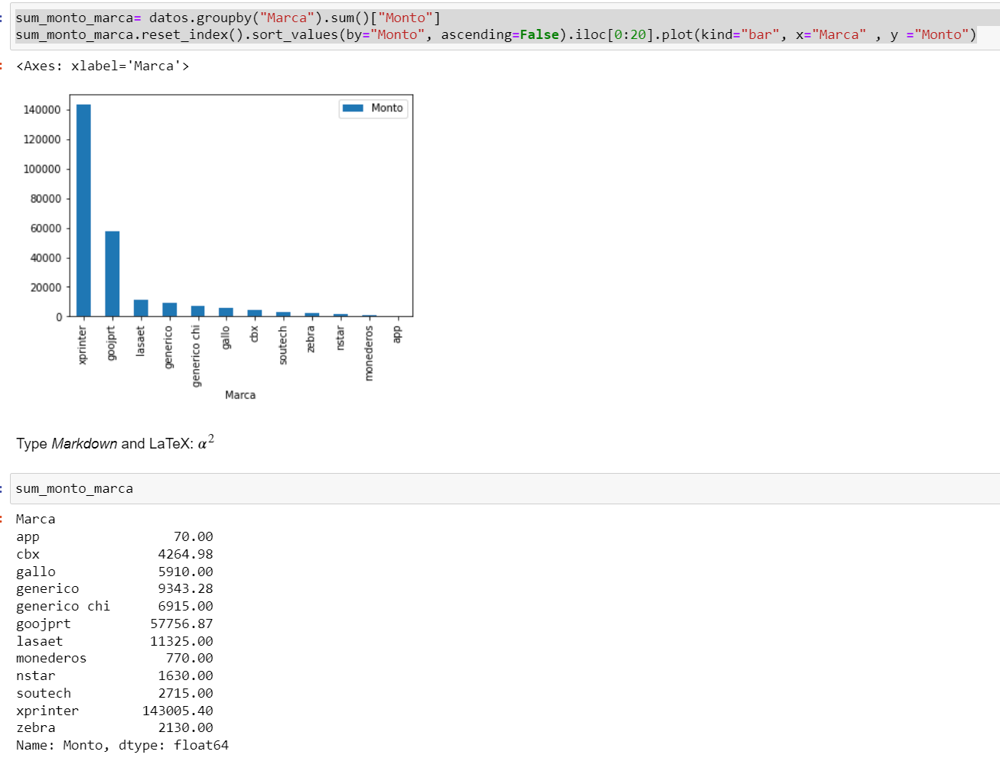 sum_monto_marca= datos.groupby("Marca").sum()["Monto"]
sum_monto_marca.reset_index().sort_values(by="Monto", ascending=False).iloc[0:20].plot(kind="bar", x="Marca" , y ="Monto")
<Axes: xlabel='Marca'>
Monto
140000
120000
100000
80000
60000
40000
20000
0
xprinter
goojprt
lasaet
generico
generico chi
gallo
cbx
soutech
zebra
nstar
monederos
app
Marca
Type Markdown and LaTeX: α²
sum_monto_marca
Marca
app 70.00
cbx 4264.98
gallo 5910.00
generico 9343.28
generico chi 6915.00
goojprt 57756.87
lasaet 11325.00
monederos 770.00
nstar 1630.00
soutech 2715.00
xprinter 143005.40
zebra 2130.00
Name: Monto, dtype: float64